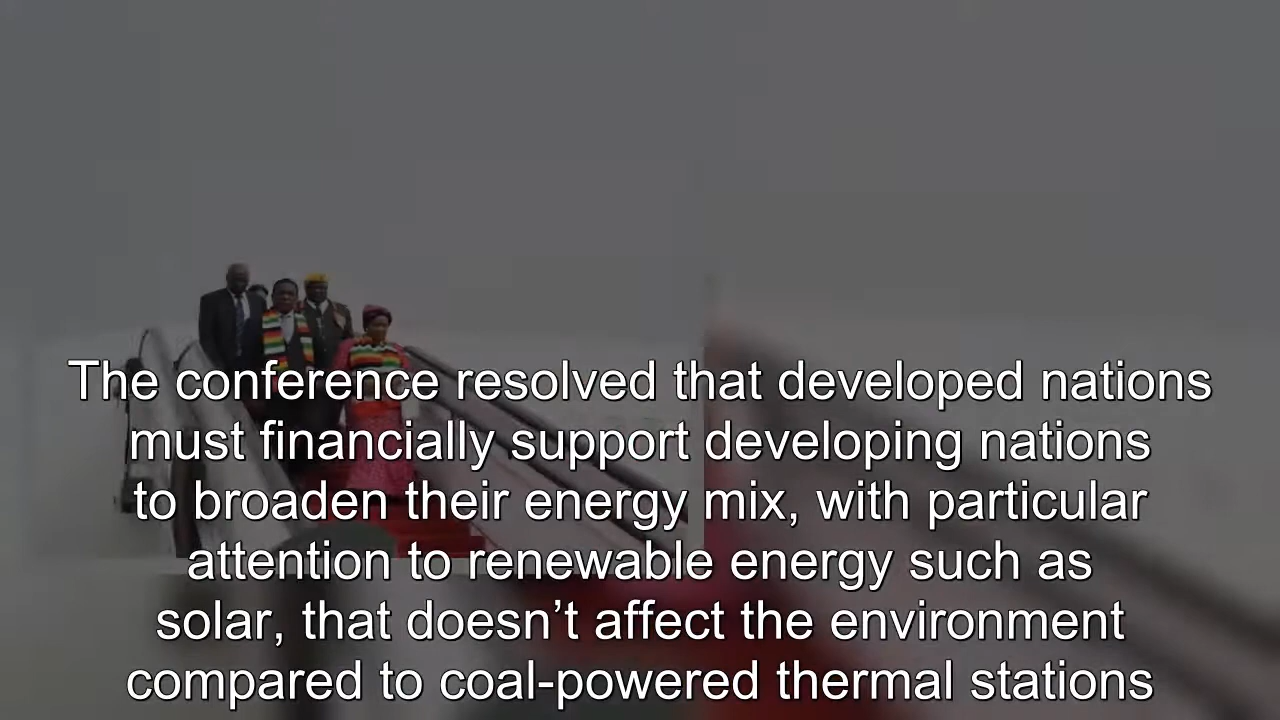 The conference resolved that developed nations
must financially support developing nations
to broaden their energy mix, with particular
attention to renewable energy such as
solar, that doesn’t affect the environment
compared to coal-powered thermal stations